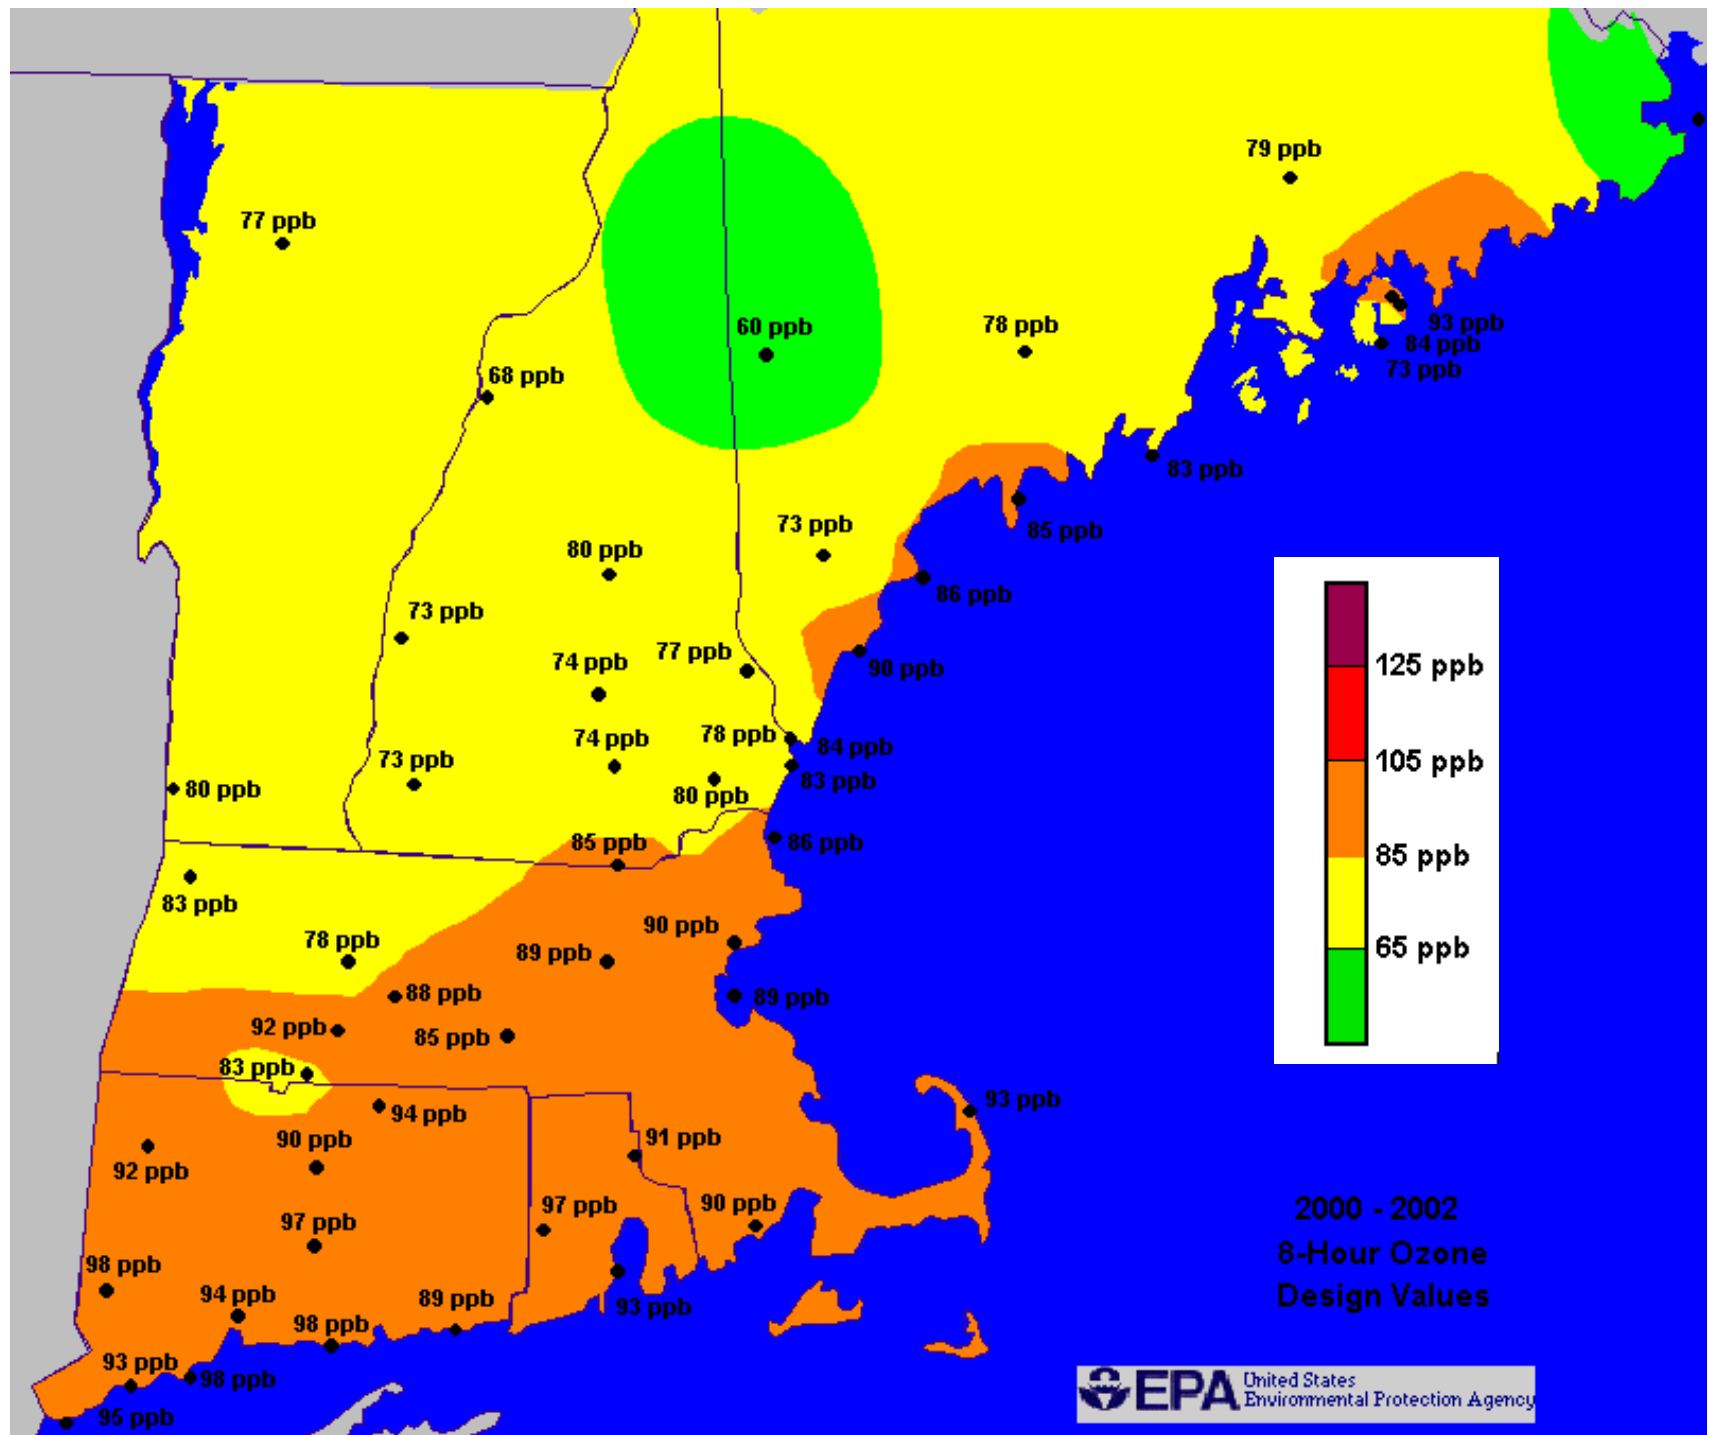 79 ppb
77 ppb
60 ppb
78 ppb
93 ppb
84 ppb
73 ppb
68 ppb
83 ppb
85 ppb
73 ppb
80 ppb
86 ppb
73 ppb
74 ppb
77 ppb
90 ppb
125 ppb
74 ppb
78 ppb
84 ppb
73 ppb
105 ppb
83 ppb
80 ppb
80 ppb
85 ppb
86 ppb
85 ppb
83 ppb
90 ppb
78 ppb
89 ppb
65 ppb
88 ppb
89 ppb
92 ppb
85 ppb
83 ppb
93 ppb
94 ppb
90 ppb
91 ppb
92 ppb
97 ppb
90 ppb
97 ppb
2000 - 2002
8-Hour Ozone
Design Values
98 ppb
94 ppb
89 ppb
93 ppb
98 ppb
93 ppb
98 ppb
95 ppb
EPA
United States
Environmental Protection Agency